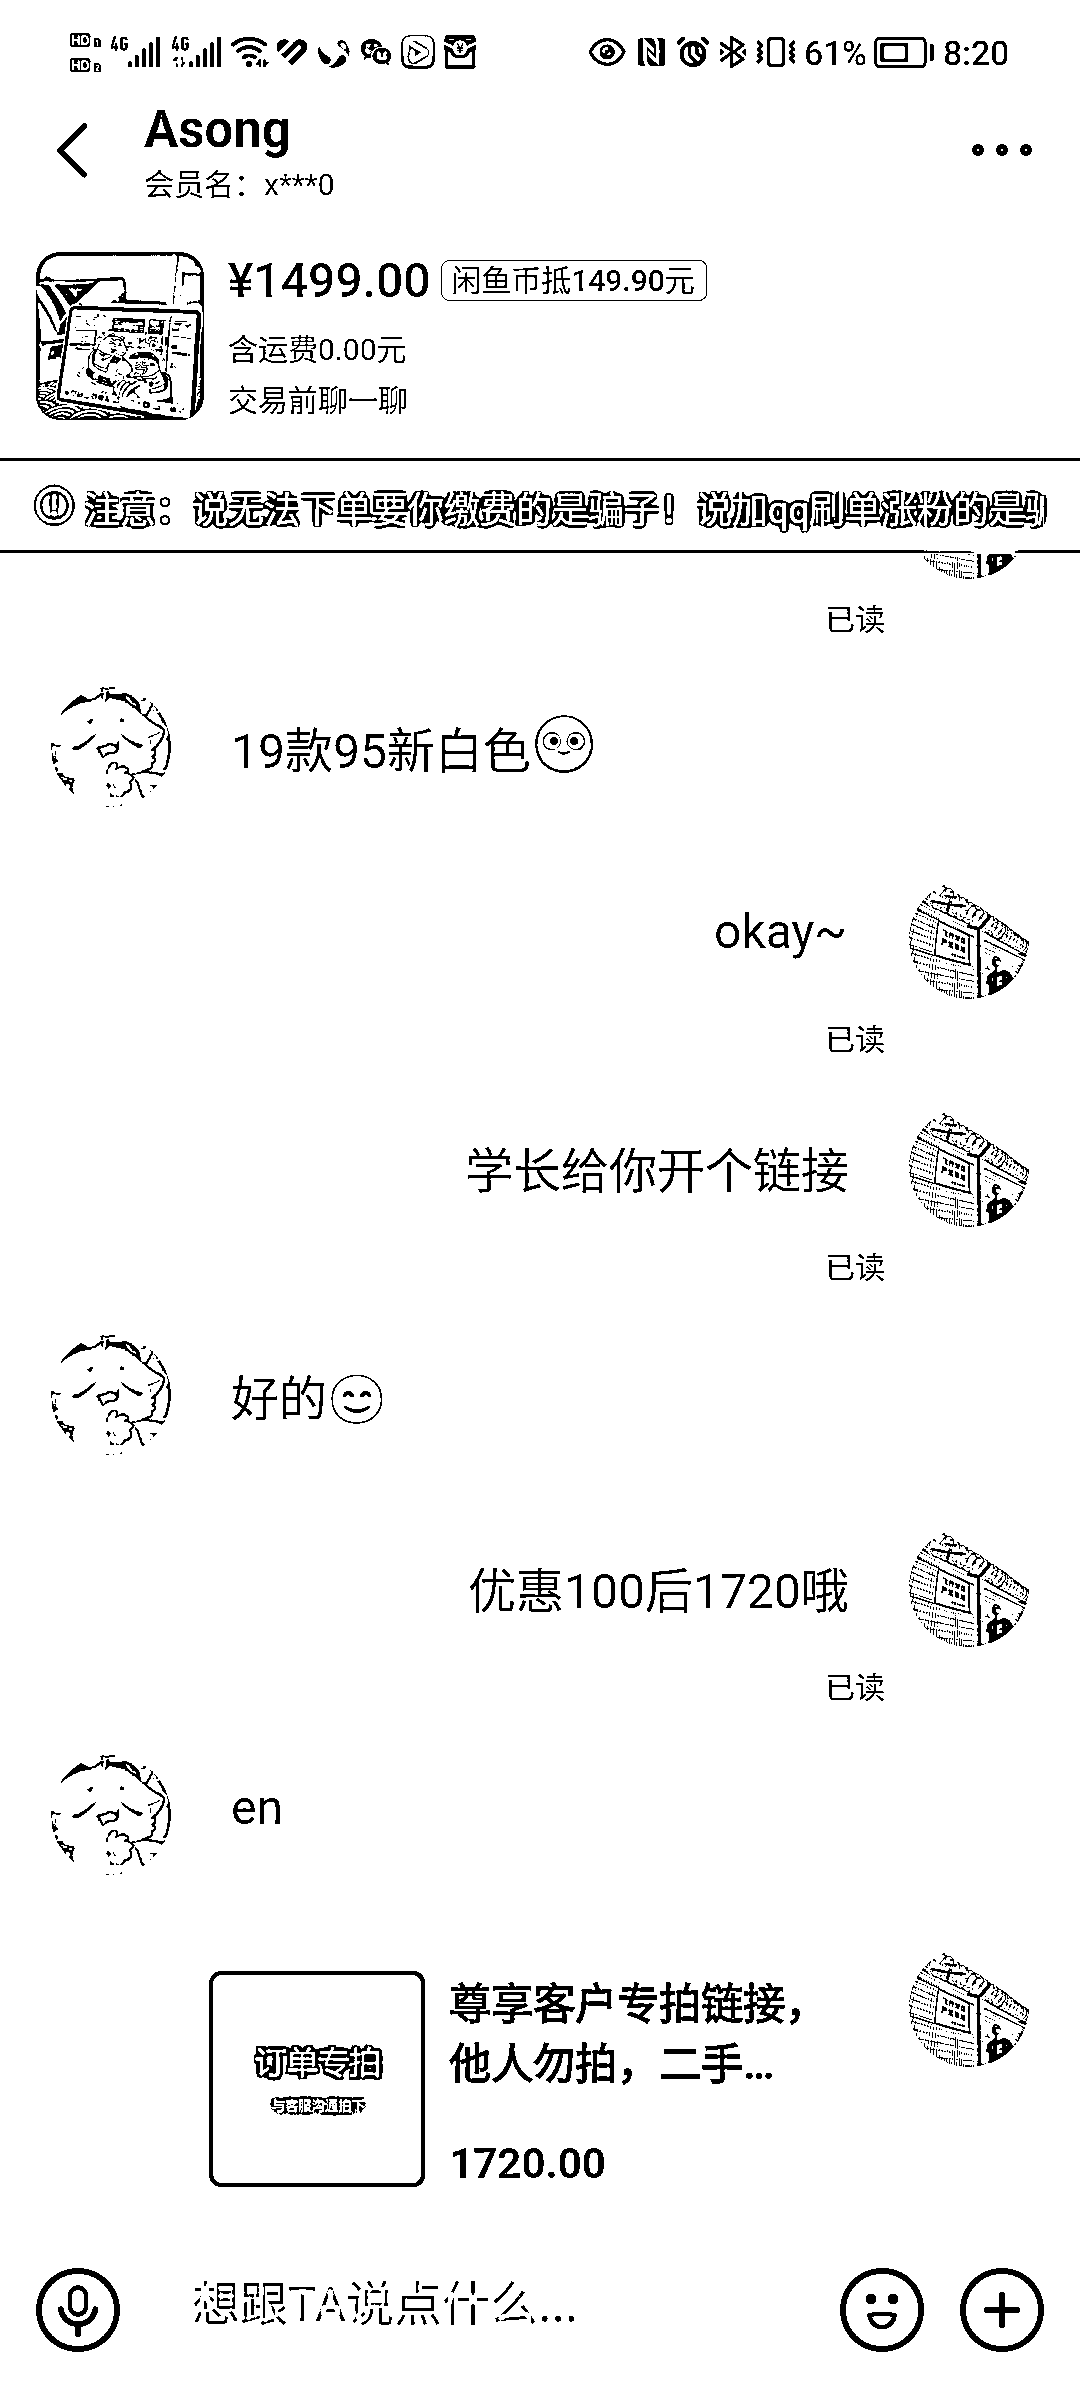 HD 1 4G 4G 61% 8:20
HD 2
Asong
会员名：x***0
¥1499.00 闲鱼币抵149.90元
含运费0.00元
交易前聊一聊
注意：说无法下单要你缴费的是骗子！说加qq刷单涨粉的是
已读
19款95新白色
okay~
已读
学长给你开个链接
已读
好的
优惠100后1720哦
已读
en
尊享客户专拍链接，
他人勿拍，二手...
订单专拍
与客服沟通拍下
1720.00
想跟TA说点什么...